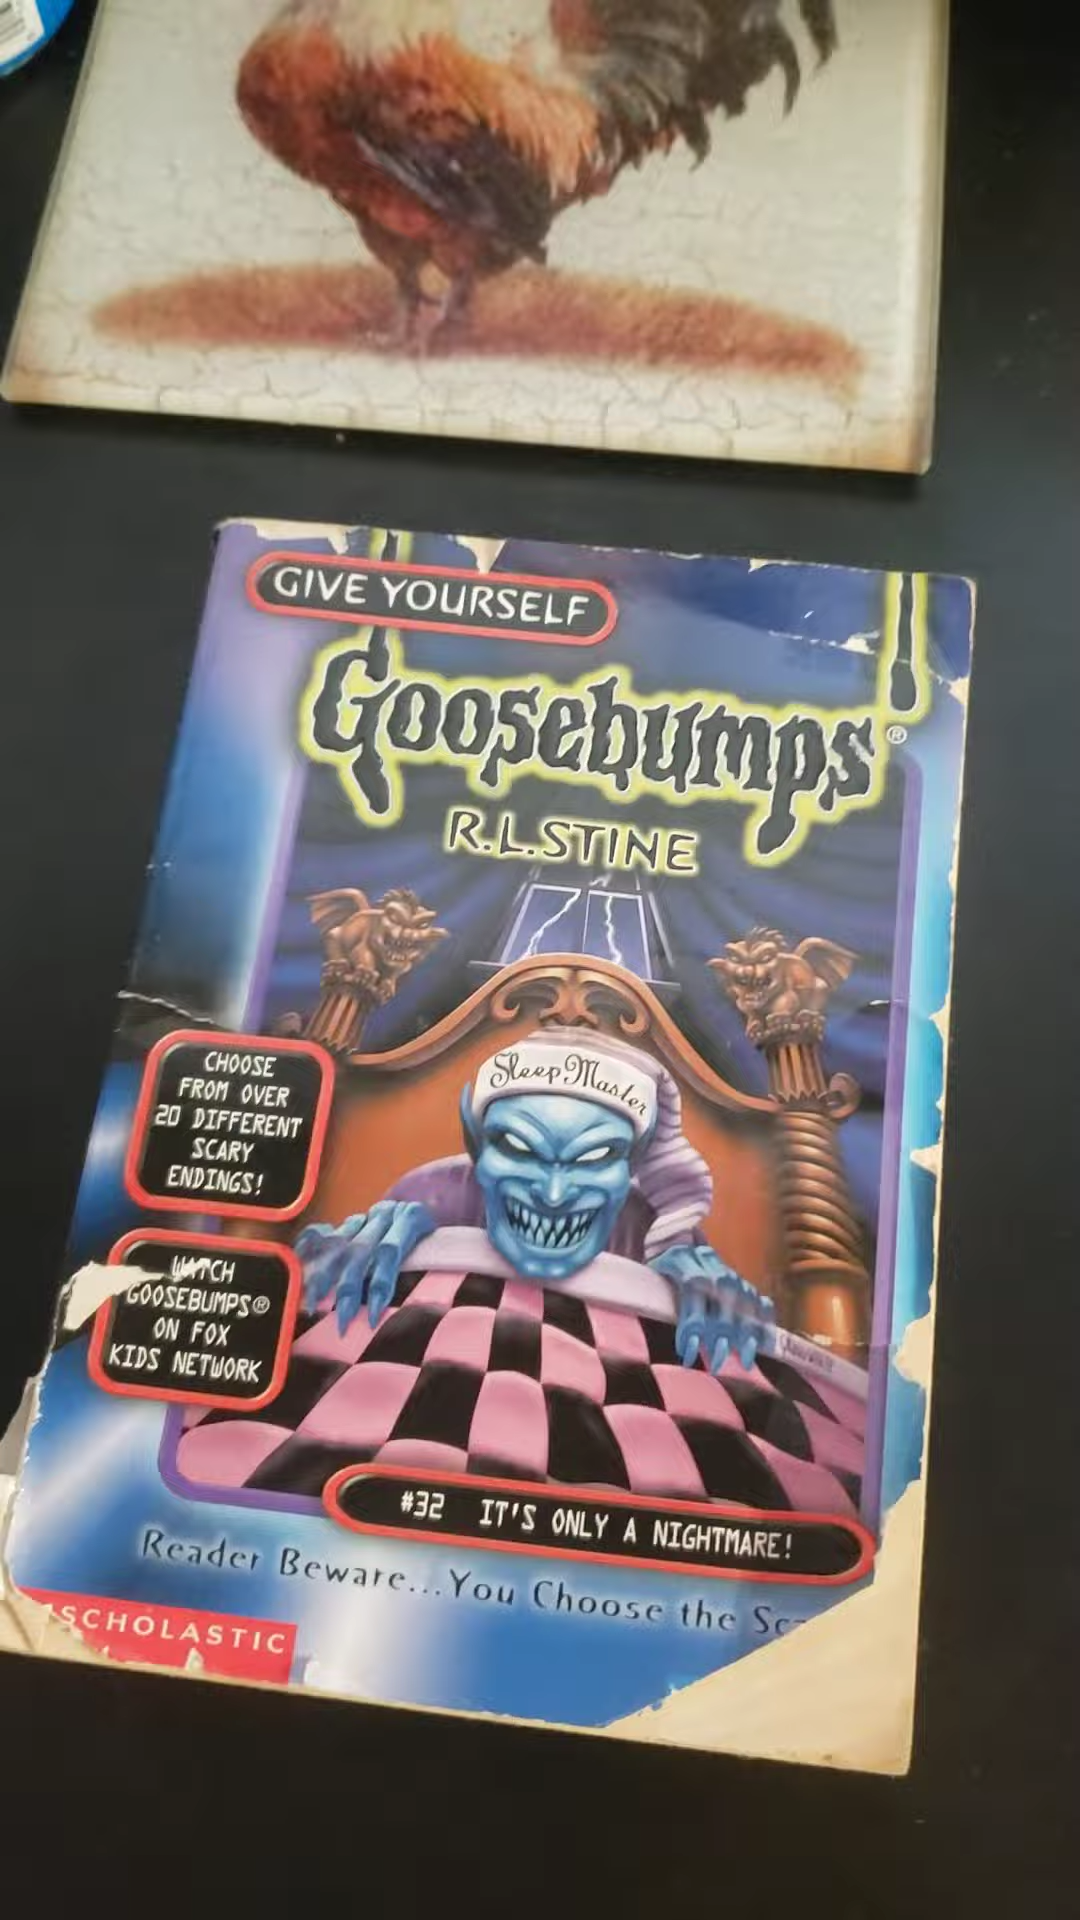 GIVE YOURSELF
Goosebumps®
R.L.STINE
Sleep Master
CHOOSE
FROM OVER
20 DIFFERENT
SCARY
ENDINGS!
WATCH
GOOSEBUMPS®
ON FOX
KIDS NETWORK
#32 IT'S ONLY A NIGHTMARE!
Reader Beware...You Choose the
SCHOLASTIC